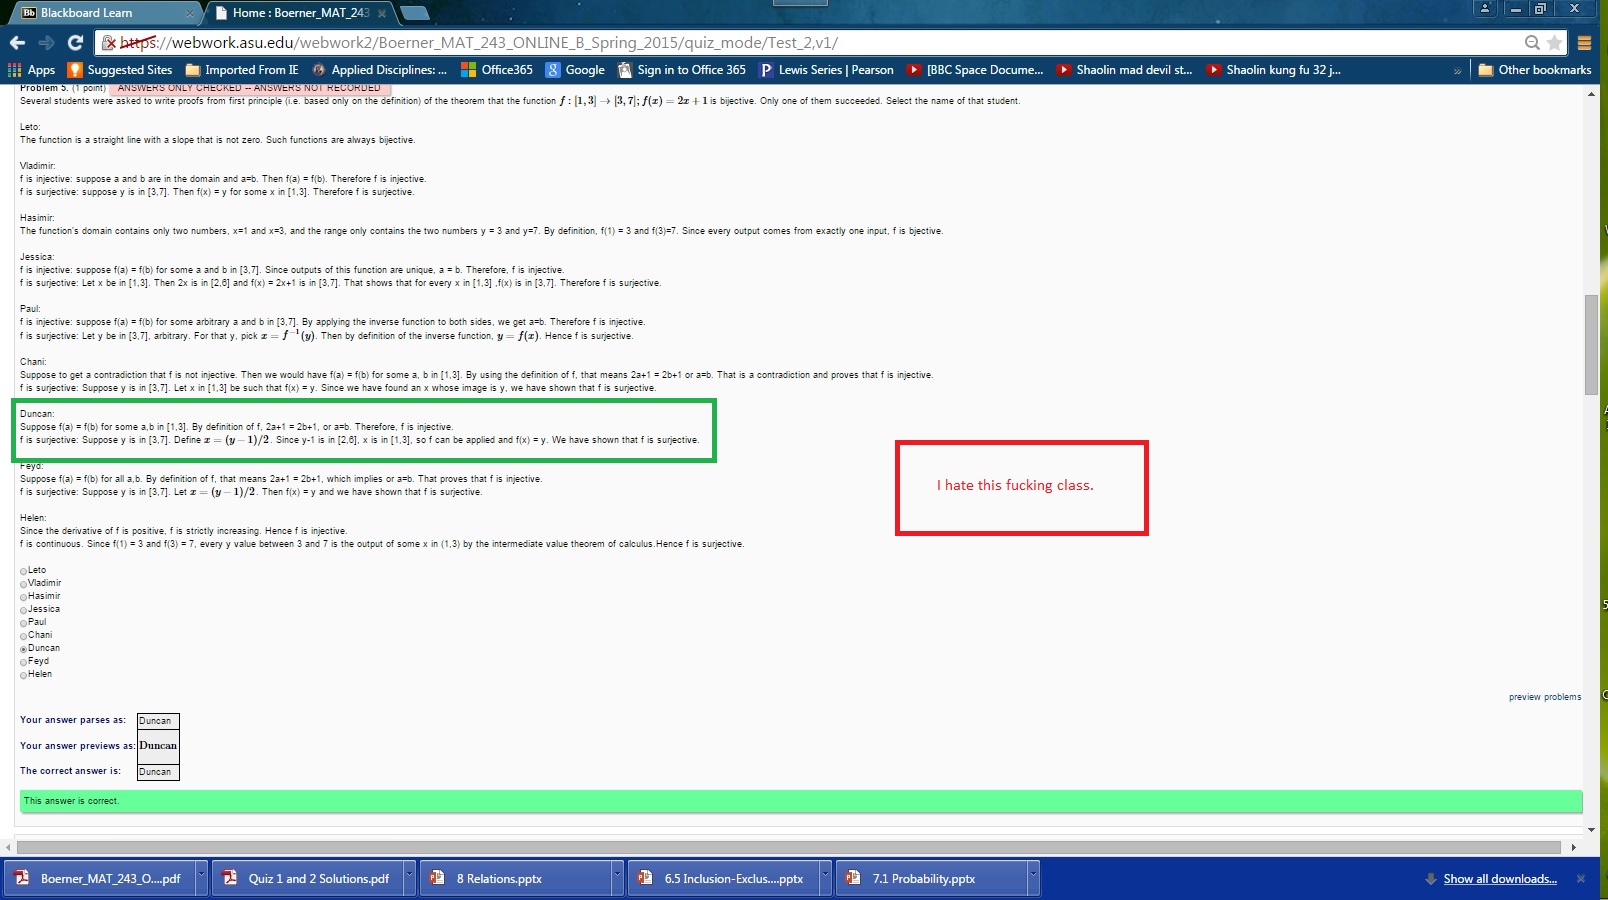 Blackboard Learn
Home : Boerner_MAT_243
https://webwork.asu.edu/webwork2/Boerner_MAT_243_ONLINE_B_Spring_2015/quiz_mode/Test_2,v1/
Apps Suggested Sites Imported From IE Applied Disciplines: ... Office365 Google Sign in to Office 365 Lewis Series | Pearson [BBC Space Docume... Shaolin mad devil st... Shaolin kung fu 32 j... » Other bookmarks
Problem 5. (1 point) ANSWERS ONLY CHECKED -- ANSWERS NOT RECORDED
Several students were asked to write proofs from first principle (i.e. based only on the definition) of the theorem that the function f : [1, 3] → [3, 7]; f(x) = 2x + 1 is bijective. Only one of them succeeded. Select the name of that student.
Leto:
The function is a straight line with a slope that is not zero. Such functions are always bijective.
Vladimir:
f is injective: suppose a and b are in the domain and a=b. Then f(a) = f(b). Therefore f is injective.
f is surjective: suppose y is in [3,7]. Then f(x) = y for some x in [1,3]. Therefore f is surjective.
Hasimir:
The function's domain contains only two numbers, x=1 and x=3, and the range only contains the two numbers y = 3 and y=7. By definition, f(1) = 3 and f(3)=7. Since every output comes from exactly one input, f is bjective.
Jessica:
f is injective: suppose f(a) = f(b) for some a and b in [3,7]. Since outputs of this function are unique, a = b. Therefore, f is injective.
f is surjective: Let x be in [1,3]. Then 2x is in [2,6] and f(x) = 2x+1 is in [3,7]. That shows that for every x in [1,3] ,f(x) is in [3,7]. Therefore f is surjective.
Paul:
f is injective: suppose f(a) = f(b) for some arbitrary a and b in [3,7]. By applying the inverse function to both sides, we get a=b. Therefore f is injective.
f is surjective: Let y be in [3,7], arbitrary. For that y, pick x = f⁻¹(y). Then by definition of the inverse function, y = f(x). Hence f is surjective.
Chani:
Suppose to get a contradiction that f is not injective. Then we would have f(a) = f(b) for some a, b in [1,3]. By using the definition of f, that means 2a+1 = 2b+1 or a=b. That is a contradiction and proves that f is injective.
f is surjective: Suppose y is in [3,7]. Let x in [1,3] be such that f(x) = y. Since we have found an x whose image is y, we have shown that f is surjective.
Duncan:
Suppose f(a) = f(b) for some a,b in [1,3]. By definition of f, 2a+1 = 2b+1, or a=b. Therefore, f is injective.
f is surjective: Suppose y is in [3,7]. Define x = (y − 1)/2. Since y-1 is in [2,6], x is in [1,3], so f can be applied and f(x) = y. We have shown that f is surjective.
I hate this fucking class.
Feyd:
Suppose f(a) = f(b) for all a,b. By definition of f, that means 2a+1 = 2b+1, which implies or a=b. That proves that f is injective.
f is surjective: Suppose y is in [3,7]. Let x = (y − 1)/2. Then f(x) = y and we have shown that f is surjective.
Helen:
Since the derivative of f is positive, f is strictly increasing. Hence f is injective.
f is continuous. Since f(1) = 3 and f(3) = 7, every y value between 3 and 7 is the output of some x in (1,3) by the intermediate value theorem of calculus.Hence f is surjective.
Leto
Vladimir
Hasimir
Jessica
Paul
Chani
Duncan
Feyd
Helen
preview problems
Your answer parses as: Duncan
Your answer previews as: Duncan
The correct answer is: Duncan
This answer is correct.
Boerner_MAT_243_O....pdf Quiz 1 and 2 Solutions.pdf 8 Relations.pptx 6.5 Inclusion-Exclus....pptx 7.1 Probability.pptx Show all downloads...